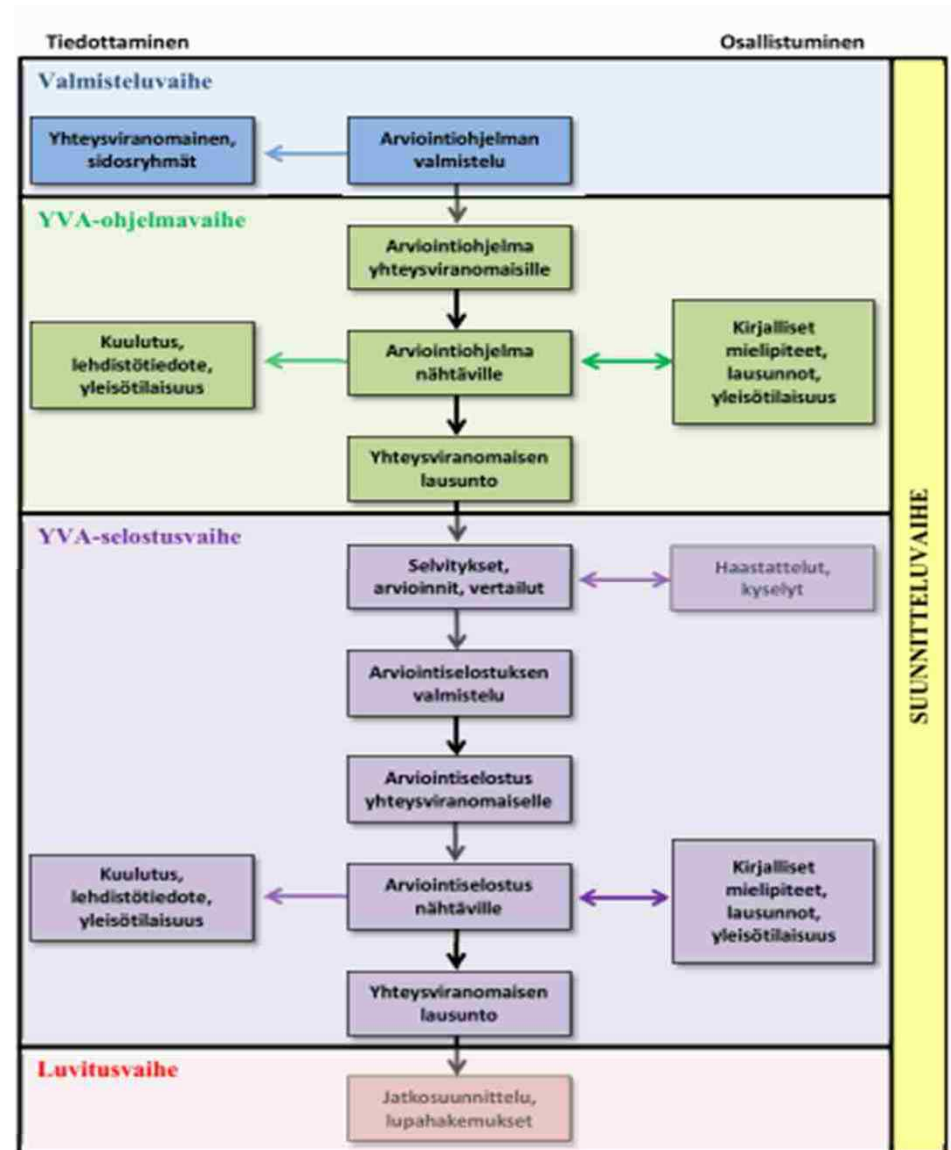 Tiedottaminen
Osallistuminen
Valmisteluvaihe
Yhteysviranomainen,
sidosryhmät
Arviointiohjelman
valmistelu
YVA-ohjelmavaihe
Arviointiohjelma
yhteysviranomaisille
Kuulutus,
lehdistötiedote,
yleisötilaisuus
Arviointiohjelma
nähtäville
Kirjalliset
mielipiteet,
lausunnot,
yleisötilaisuus
Yhteysviranomaisen
lausunto
YVA-selostusvaihe
Selvitykset,
arvioinnit, vertailut
Haastattelut,
kyselyt
Arviointiselostuksen
valmistelu
Arviointiselostus
yhteysviranomaiselle
Kuulutus,
lehdistötiedote,
yleisötilaisuus
Arviointiselostus
nähtäville
Kirjalliset
mielipiteet,
lausunnot,
yleisötilaisuus
Yhteysviranomaisen
lausunto
Luvitusvaihe
Jatkosuunnittelu,
lupahakemukset
SUUNNITTELUVAIHE